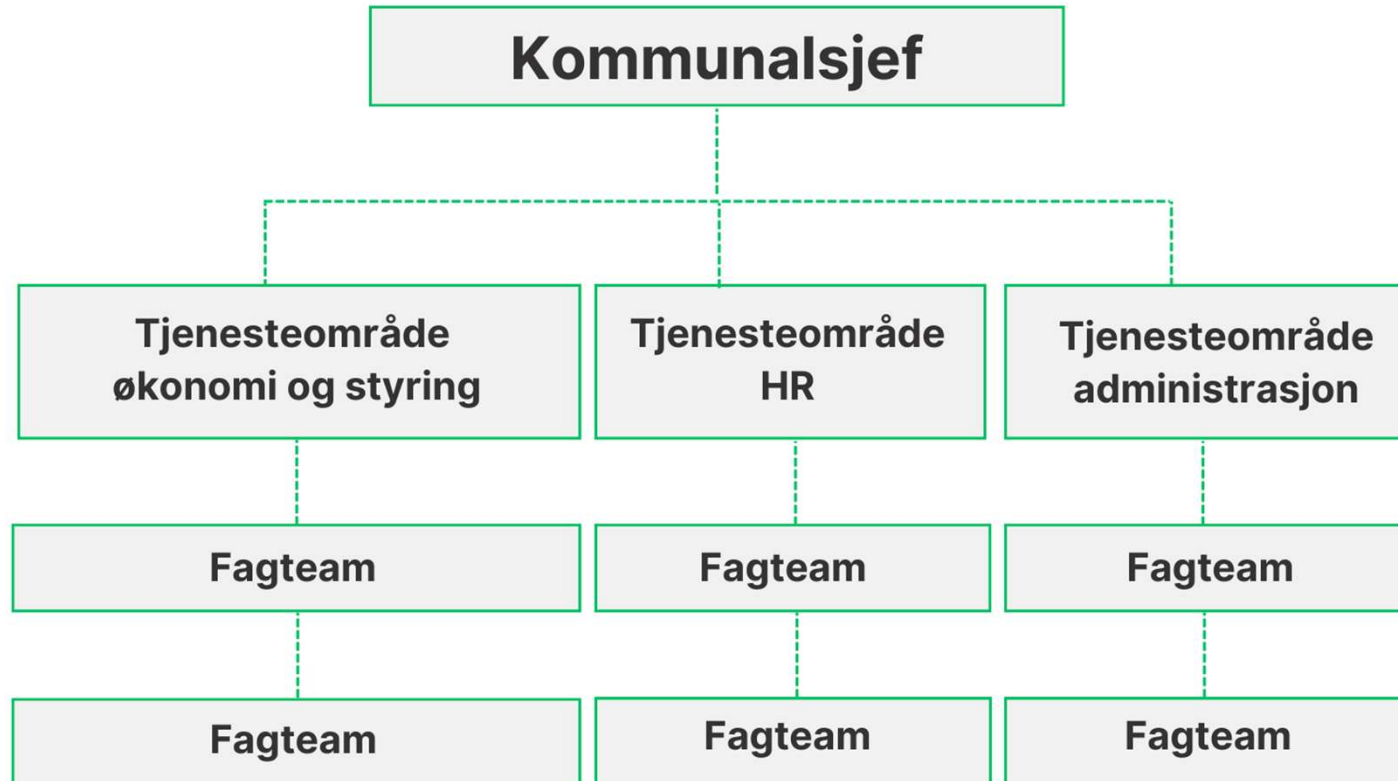 Kommunalsjef
Tjenesteområde
økonomi og styring
Tjenesteområde
HR
Tjenesteområde
administrasjon
Fagteam
Fagteam
Fagteam
Fagteam
Fagteam
Fagteam